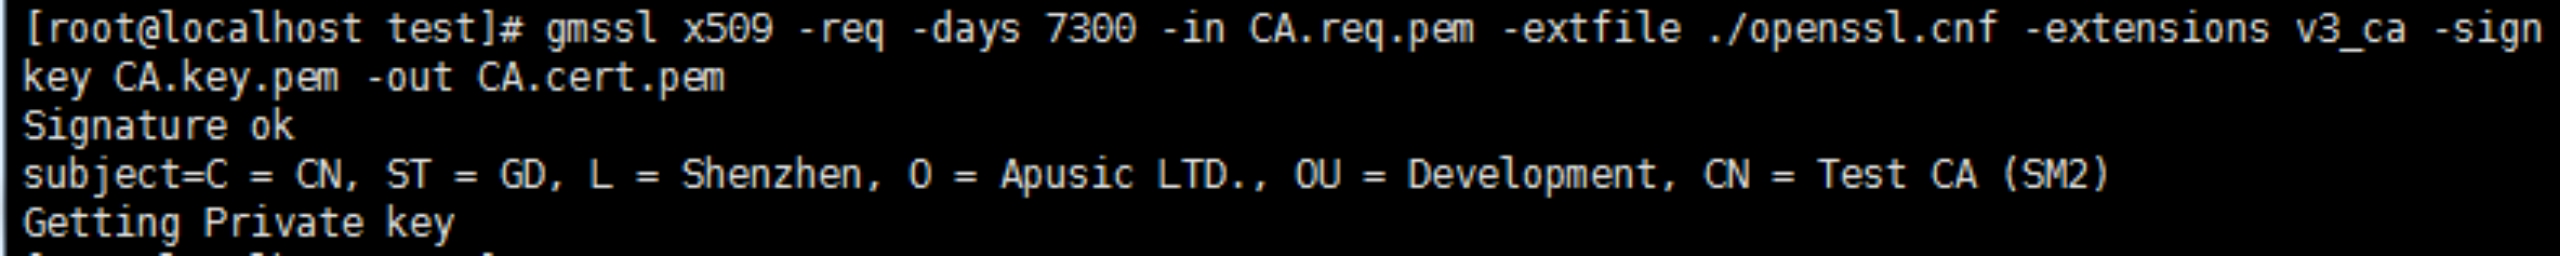 [root@localhost test]# gmssl x509 -req -days 7300 -in CA.req.pem -extfile ./openssl.cnf -extensions v3_ca -sign
key CA.key.pem -out CA.cert.pem
Signature ok
subject=C = CN, ST = GD, L = Shenzhen, O = Apusic LTD., OU = Development, CN = Test CA (SM2)
Getting Private key